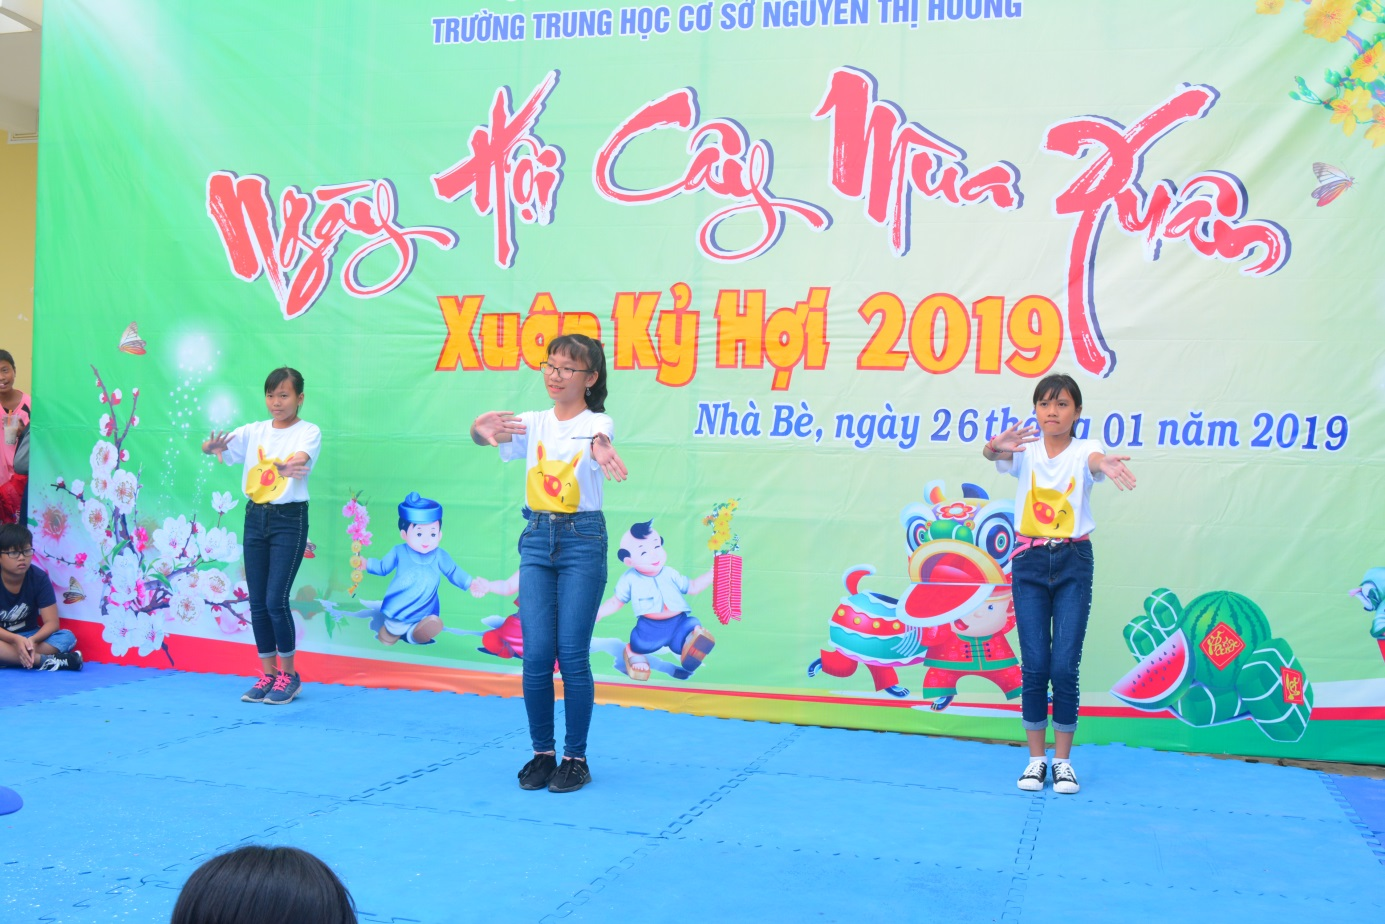 TRƯỜNG TRUNG HỌC CƠ SỞ NGUYỄN THỊ HƯƠNG
Ngày Hội Cây Mùa Xuân
Xuân Kỷ Hợi 2019
Nhà Bè, ngày 26 tháng 01 năm 2019